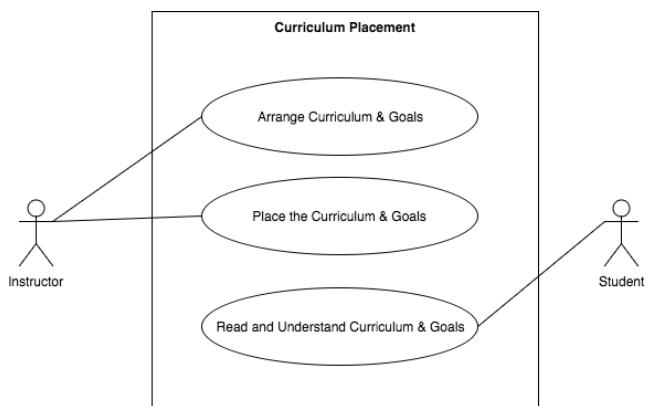 Curriculum Placement
Arrange Curriculum & Goals
Place the Curriculum & Goals
Instructor
Student
Read and Understand Curriculum & Goals